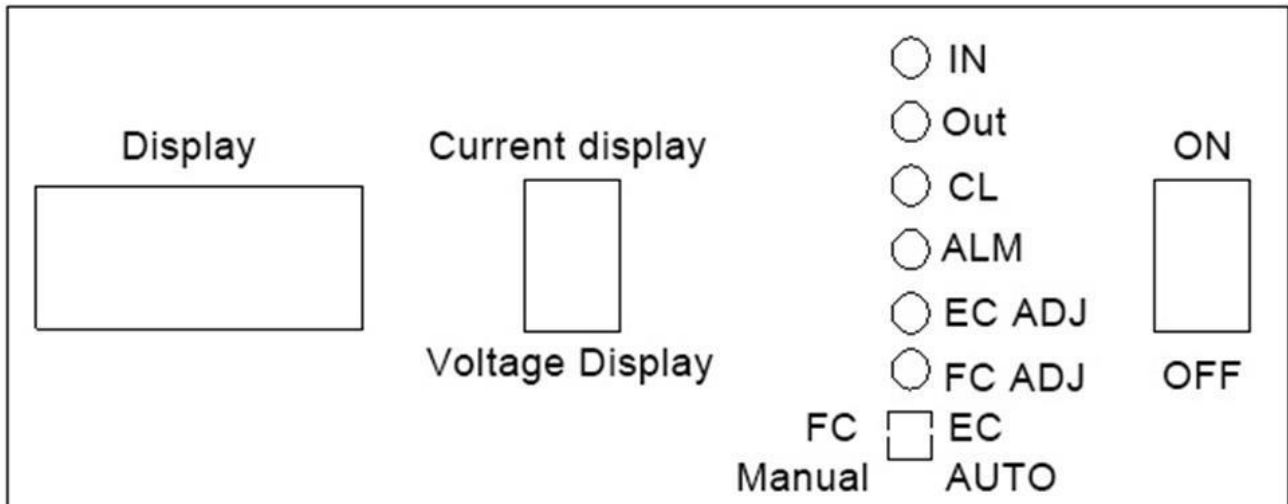 Display
Current display
Voltage Display
IN
Out
CL
ALM
EC ADJ
FC ADJ
FC EC
Manual AUTO
ON
OFF